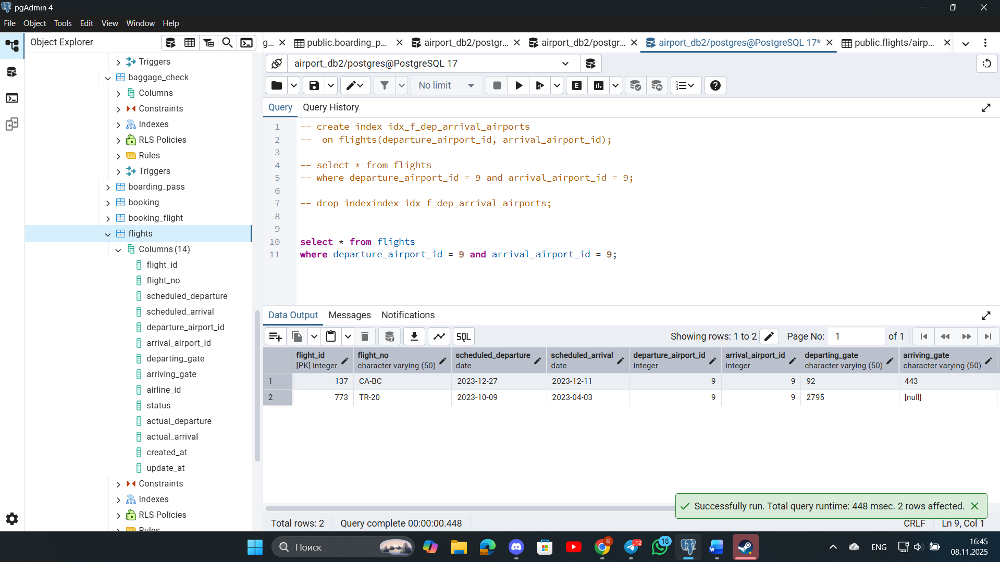 pgAdmin 4
File Object Tools Edit View Window Help
Object Explorer
Triggers
baggage_check
Columns
Constraints
Indexes
RLS Policies
Rules
Triggers
boarding_pass
booking
booking_flight
flights
Columns (14)
flight_id
flight_no
scheduled_departure
scheduled_arrival
departure_airport_id
arrival_airport_id
departing_gate
arriving_gate
airline_id
status
actual_departure
actual_arrival
created_at
update_at
Constraints
Indexes
RLS Policies
Rules
g... public.boarding_p... airport_db2/postgr... airport_db2/postgr... airport_db2/postgres@PostgreSQL 17* public.flights/airp...
airport_db2/postgres@PostgreSQL 17
No limit
E
Query Query History
1 -- create index idx_f_dep_arrival_airports
2 --  on flights(departure_airport_id, arrival_airport_id);
3
4 -- select * from flights
5 -- where departure_airport_id = 9 and arrival_airport_id = 9;
6
7 -- drop indexindex idx_f_dep_arrival_airports;
8
9
10 select * from flights
11 where departure_airport_id = 9 and arrival_airport_id = 9;
Data Output Messages Notifications
SQL Showing rows: 1 to 2 Page No: 1 of 1
flight_id flight_no scheduled_departure scheduled_arrival departure_airport_id arrival_airport_id departing_gate arriving_gate
[PK] integer character varying (50) date date integer integer character varying (50) character varying (50)
1 137 CA-BC 2023-12-27 2023-12-11 9 9 92 443
2 773 TR-20 2023-10-09 2023-04-03 9 9 2795 [null]
Successfully run. Total query runtime: 448 msec. 2 rows affected.
Total rows: 2 Query complete 00:00:00.448 CRLF Ln 9, Col 1
Поиск G .12 18 ENG 16:45
08.11.2025